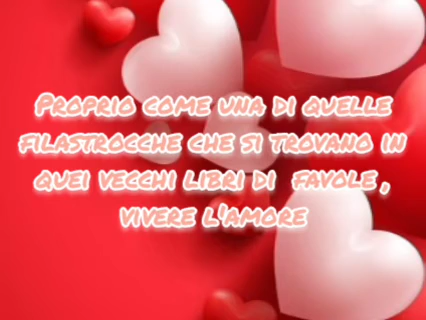 Proprio come una di quelle
filastrocche che si trovano in
quei vecchi libri di favole,
vivere l'amore